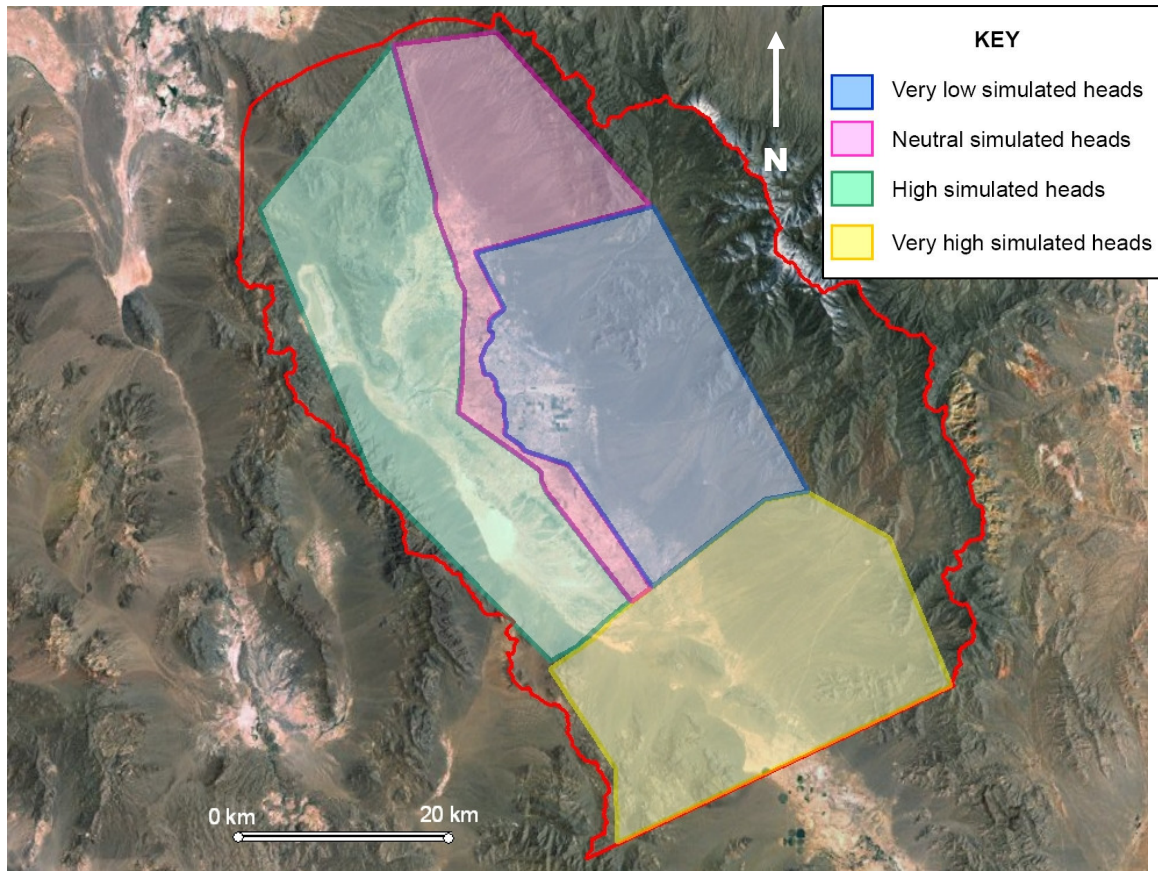 KEY
Very low simulated heads
Neutral simulated heads
High simulated heads
Very high simulated heads
N
0 km 20 km